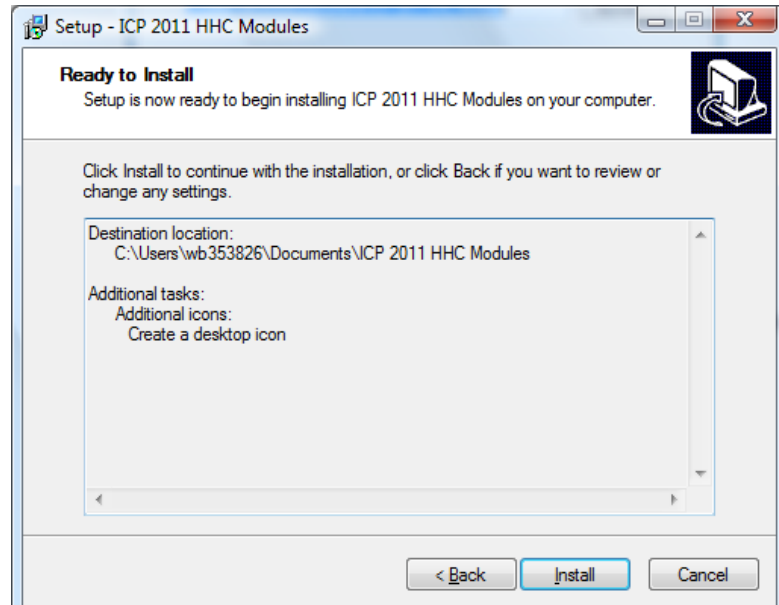 Setup - ICP 2011 HHC Modules
Ready to Install
Setup is now ready to begin installing ICP 2011 HHC Modules on your computer.
Click Install to continue with the installation, or click Back if you want to review or
change any settings.
Destination location:
C:\Users\wb353826\Documents\ICP 2011 HHC Modules
Additional tasks:
Additional icons:
Create a desktop icon
< Back Install Cancel